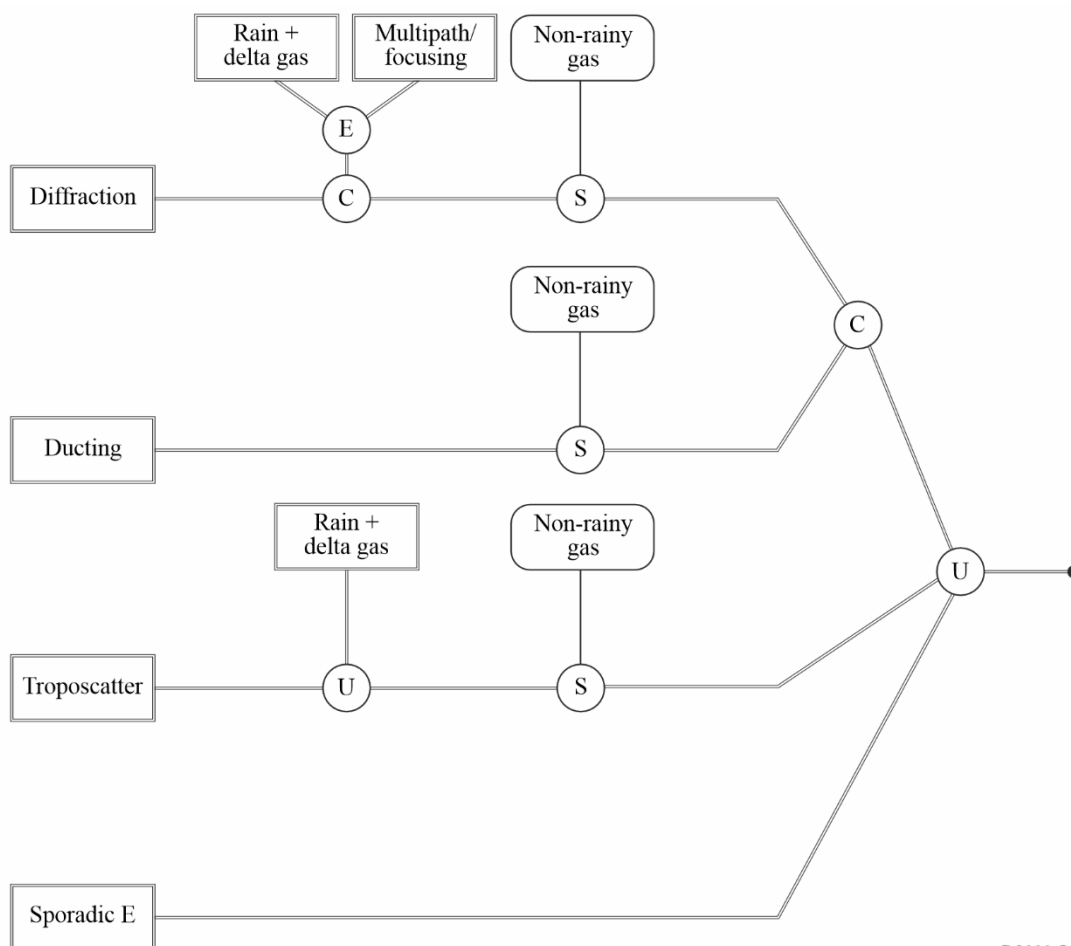 Rain +
delta gas
Multipath/
focusing
Non-rainy
gas
E
Diffraction
C
S
Non-rainy
gas
C
Ducting
S
Rain +
delta gas
Non-rainy
gas
U
Troposcatter
U
S
Sporadic E